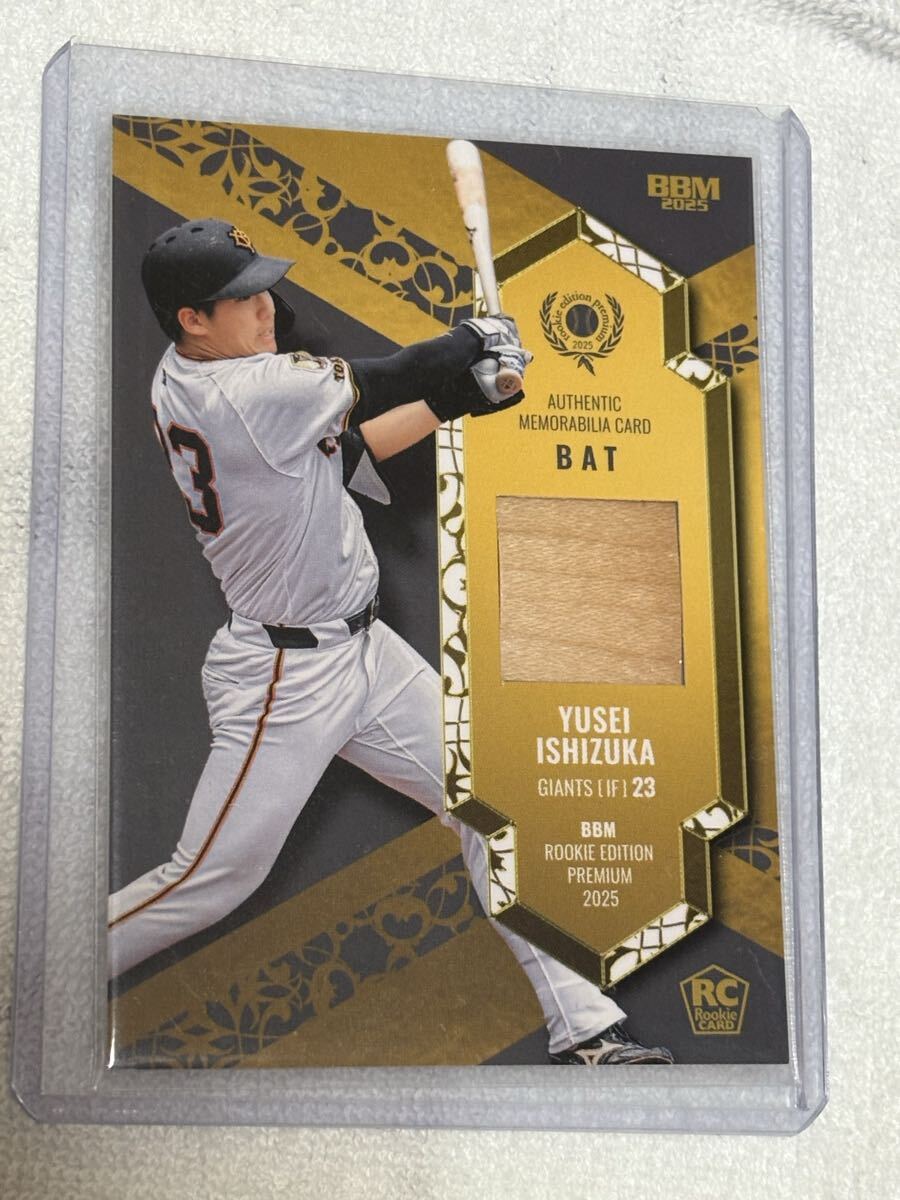 BBM
2025
rookie edition premium
2025
AUTHENTIC
MEMORABILIA CARD
BAT
YUSEI
ISHIZUKA
GIANTS [IF] 23
BBM
ROOKIE EDITION
PREMIUM
2025
RC
Rookie
CARD